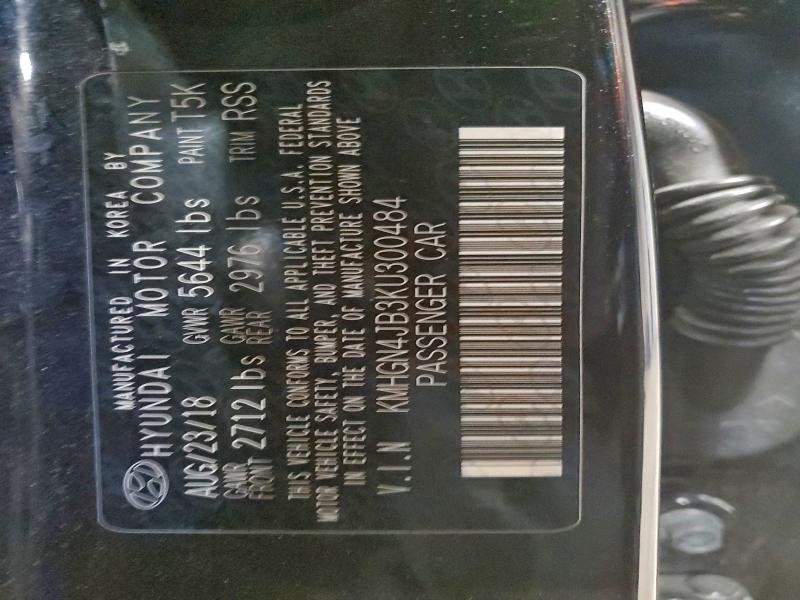 MANUFACTURED IN KOREA BY
HYUNDAI MOTOR COMPANY
AUG/23/18 GVWR 5644 lbs PAINT T5K
GAWR FRONT 2712 lbs GAWR REAR 2976 lbs TRIM RSS
THIS VEHICLE CONFORMS TO ALL APPLICABLE U.S.A. FEDERAL
MOTOR VEHICLE SAFETY, BUMPER, AND THEFT PREVENTION STANDARDS
IN EFFECT ON THE DATE OF MANUFACTURE SHOWN ABOVE
V.I.N KMHGN4JB3KU300484
PASSENGER CAR